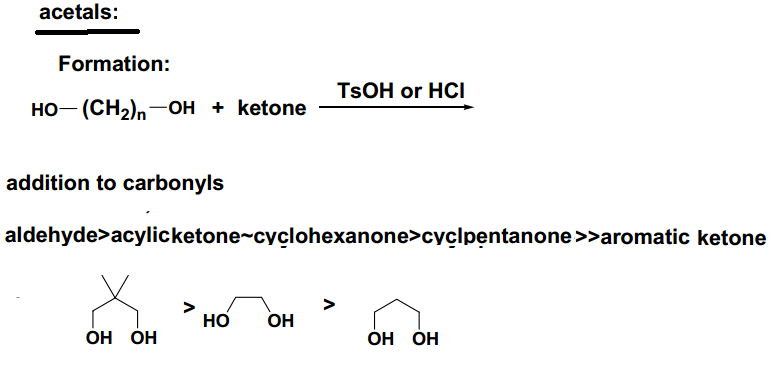 acetals:
Formation:
TsOH or HCl
HO—(CH₂)ₙ—OH + ketone
addition to carbonyls
aldehyde>acylicketone~cyclohexanone>cyclpentanone>>aromatic ketone
> HO OH >
OH OH OH OH